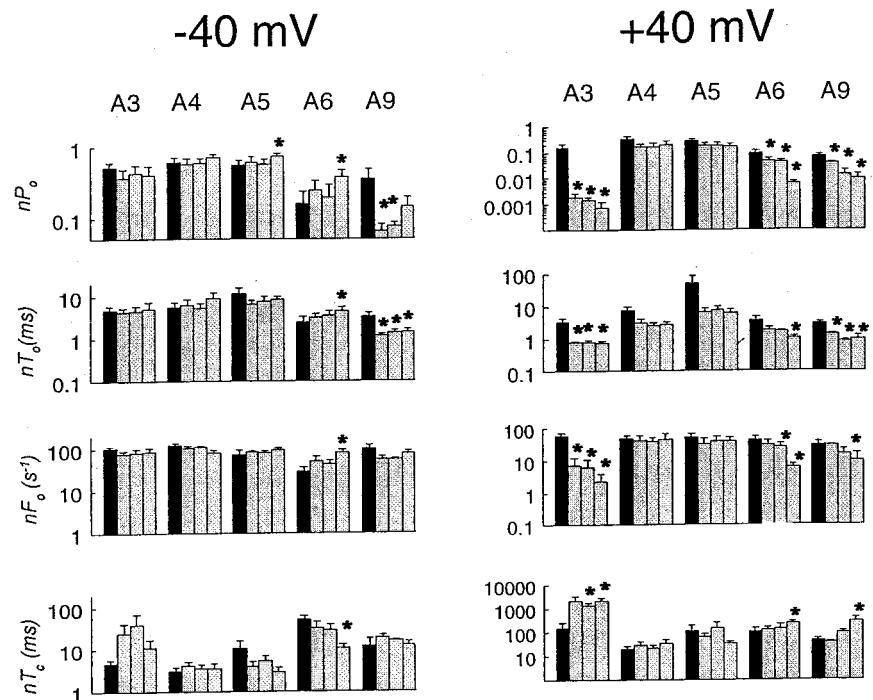 -40 mV
+40 mV
A3 A4 A5 A6 A9
A3 A4 A5 A6 A9
nPo
1
0.1
* * * * *
1
0.1
0.01
0.001
* * * * * * * * *
nTo(ms)
10
1
0.1
* * * *
100
10
1
0.1
* * * * * * *
nFo (s-1)
100
10
1
*
100
10
1
0.1
* * * * * *
nTc (ms)
100
10
1
*
10000
1000
100
10
* * * *